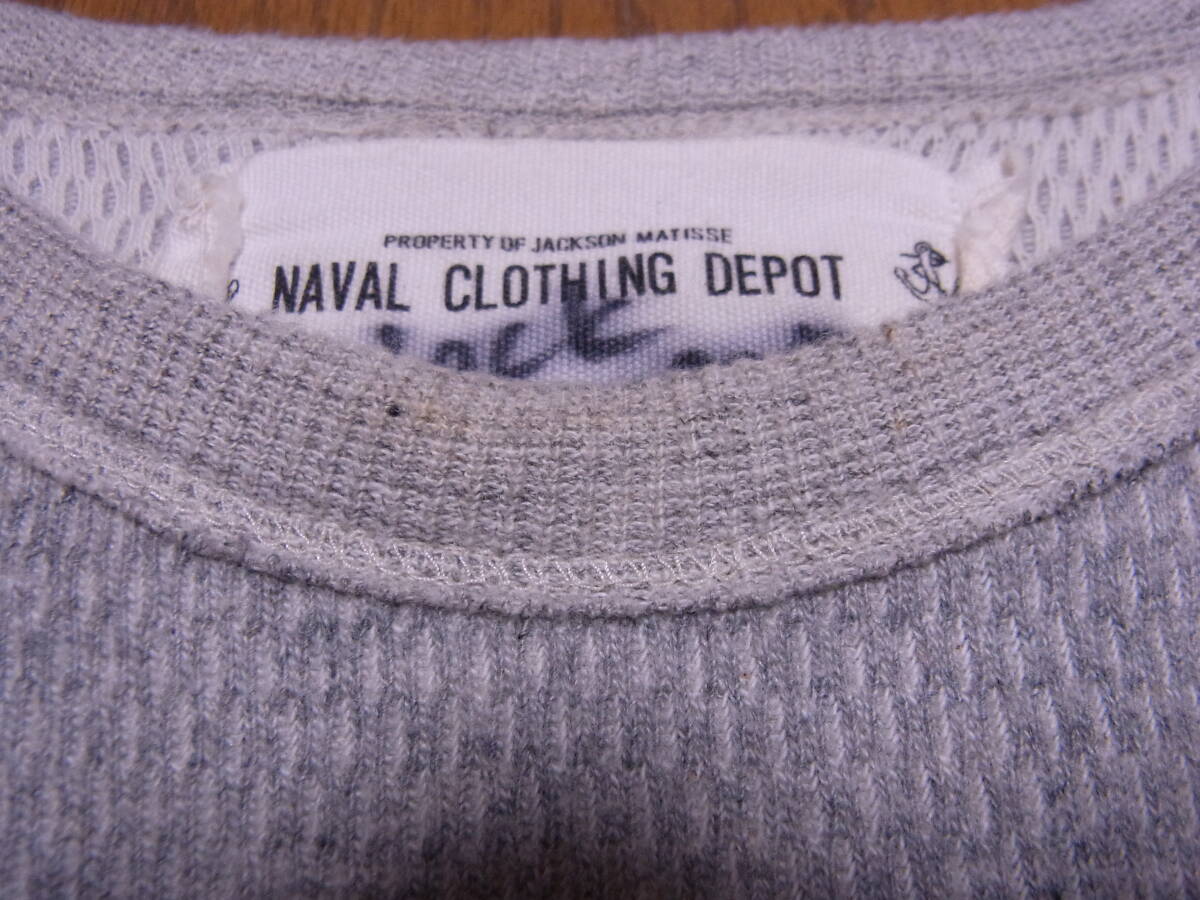 PROPERTY OF JACKSON MATISSE
NAVAL CLOTHING DEPOT